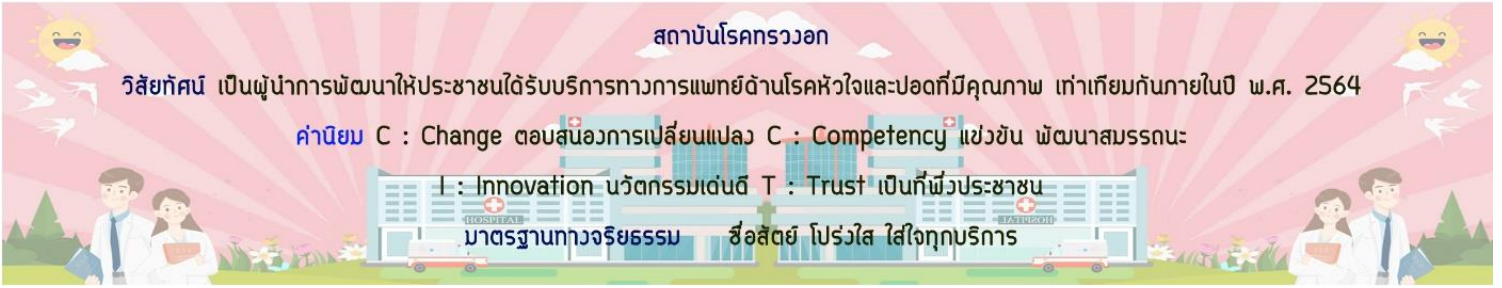 สถาบันโรคทรวงอก
วิสัยทัศน์ เป็นผู้นำการพัฒนาให้ประชาชนได้รับบริการทางการแพทย์ด้านโรคหัวใจและปอดที่มีคุณภาพ เท่าเทียมกันภายในปี พ.ศ. 2564
ค่านิยม C : Change ตอบสนองการเปลี่ยนแปลง C : Competency แข่งขัน พัฒนาสมรรถนะ
I : Innovation นวัตกรรมเด่นดี T : Trust เป็นที่พึ่งประชาชน
HOSPITAL
มาตรฐานทางจริยธรรม ซื่อสัตย์ โปร่งใส ใส่ใจทุกบริการ